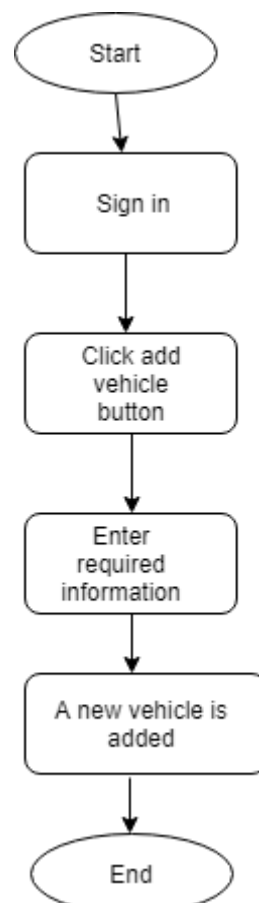 Start
Sign in
Click add
vehicle
button
Enter
required
information
A new vehicle is
added
End